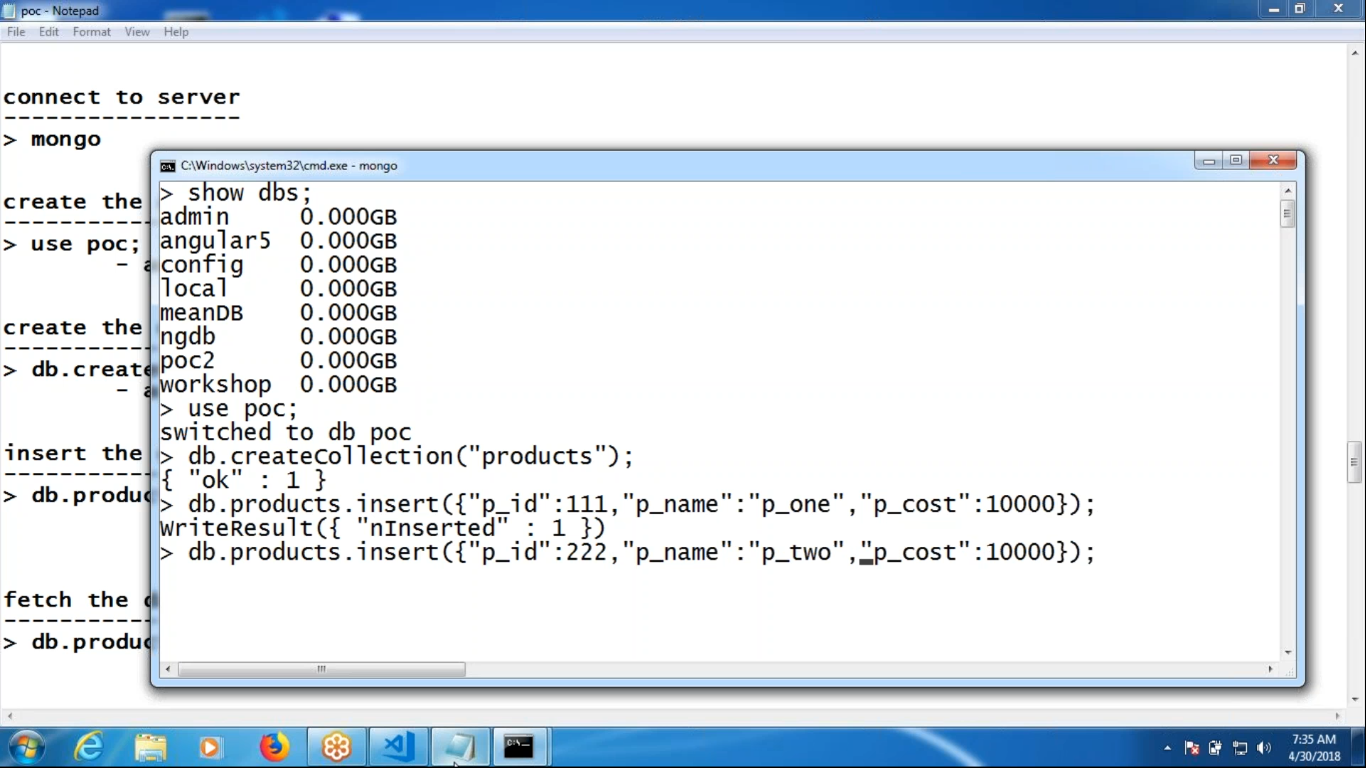 poc - Notepad
File Edit Format View Help
connect to server
-----------------
> mongo
create the
> use poc;
create the
> db.create
insert the
> db.produc
fetch the
> db.produc
C:\Windows\system32\cmd.exe - mongo
> show dbs;
admin     0.000GB
angular5  0.000GB
config    0.000GB
local     0.000GB
meanDB    0.000GB
ngdb      0.000GB
poc2      0.000GB
workshop  0.000GB
> use poc;
switched to db poc
> db.createCollection("products");
{ "ok" : 1 }
> db.products.insert({"p_id":111,"p_name":"p_one","p_cost":10000});
WriteResult({ "nInserted" : 1 })
> db.products.insert({"p_id":222,"p_name":"p_two","p_cost":10000});
7:35 AM
4/30/2018